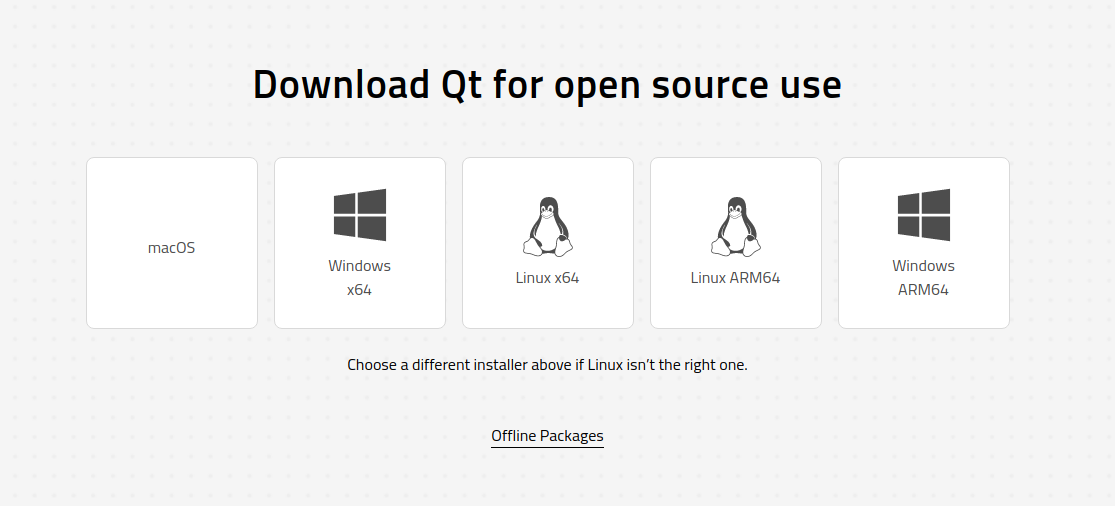 Download Qt for open source use
macOS
Windows
x64
Linux x64
Linux ARM64
Windows
ARM64
Choose a different installer above if Linux isn’t the right one.
Offline Packages